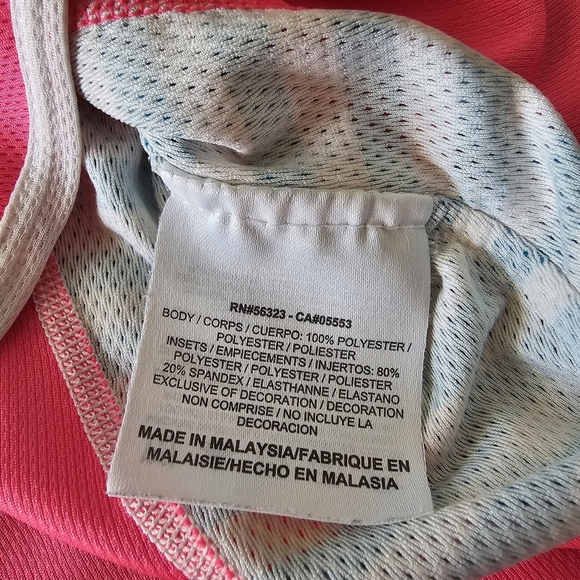 RN#56323 - CA#05553
BODY / CORPS / CUERPO: 100% POLYESTER /
POLYESTER / POLIESTER
INSETS / EMPIECEMENTS / INJERTOS: 80%
POLYESTER / POLYESTER / POLIESTER
20% SPANDEX / ELASTHANNE / ELASTANO
EXCLUSIVE OF DECORATION / DECORATION
NON COMPRISE / NO INCLUYE LA
DECORACION
MADE IN MALAYSIA/FABRIQUE EN
MALAISIE/HECHO EN MALASIA